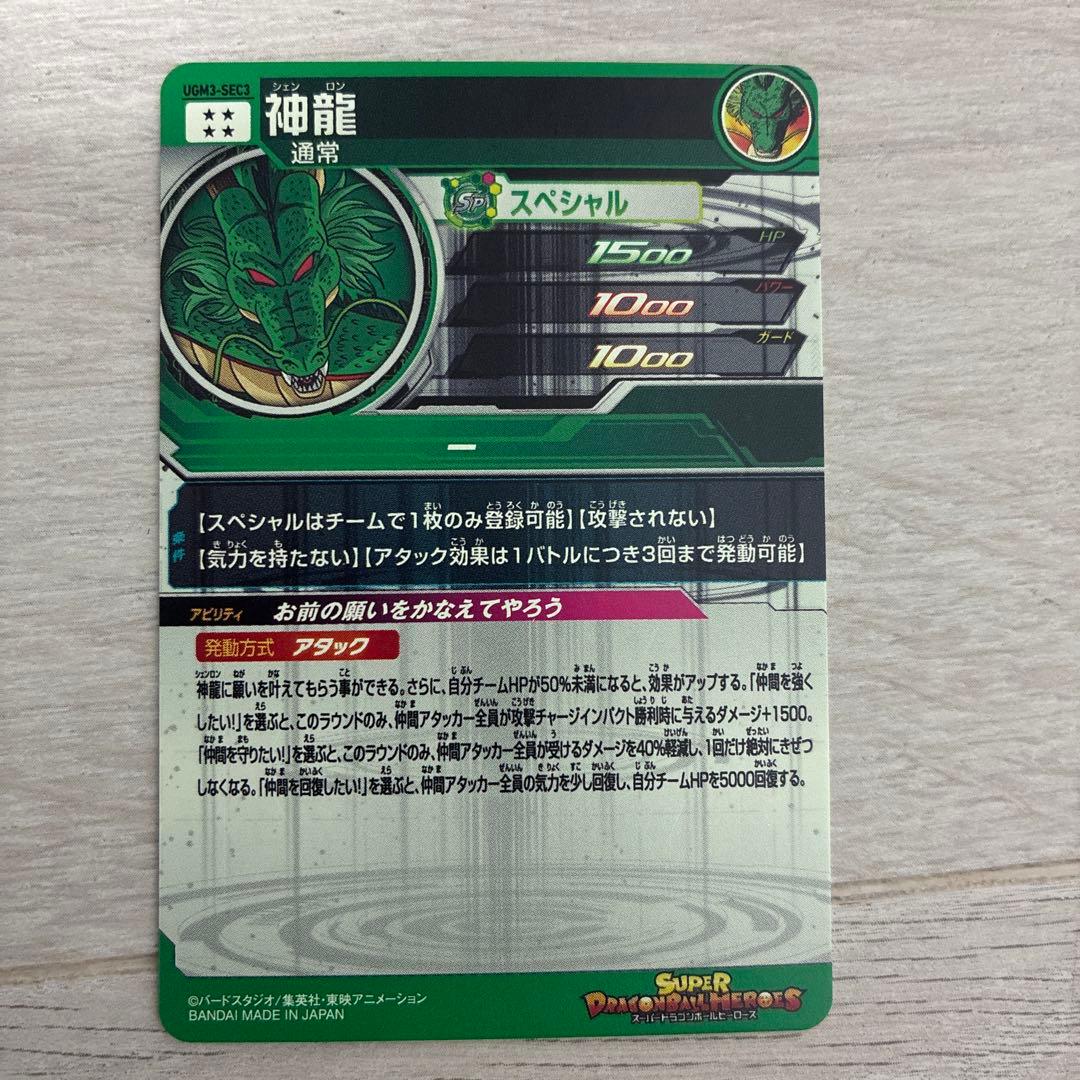 UGM3-SEC3
シェン ロン
神龍
通常
SP スペシャル
HP
1500
パワー
1000
ガード
1000
条件
【スペシャルはチームで1枚のみ登録可能】【攻撃されない】
【気力を持たない】【アタック効果は1バトルにつき3回まで発動可能】
アビリティ お前の願いをかなえてやろう
発動方式 アタック
神龍に願いを叶えてもらう事ができる。さらに、自分チームHPが50%未満になると、効果がアップする。「仲間を強く
したい!」を選ぶと、このラウンドのみ、仲間アタッカー全員が攻撃チャージインパクト勝利時に与えるダメージ+1500。
「仲間を守りたい!」を選ぶと、このラウンドのみ、仲間アタッカー全員が受けるダメージを40%軽減し、1回だけ絶対にきぜつ
しなくなる。「仲間を回復したい!」を選ぶと、仲間アタッカー全員の気力を少し回復し、自分チームHPを5000回復する。
©バードスタジオ/集英社・東映アニメーション
BANDAI MADE IN JAPAN
SUPER
DRAGONBALL HEROES
スーパードラゴンボールヒーローズ